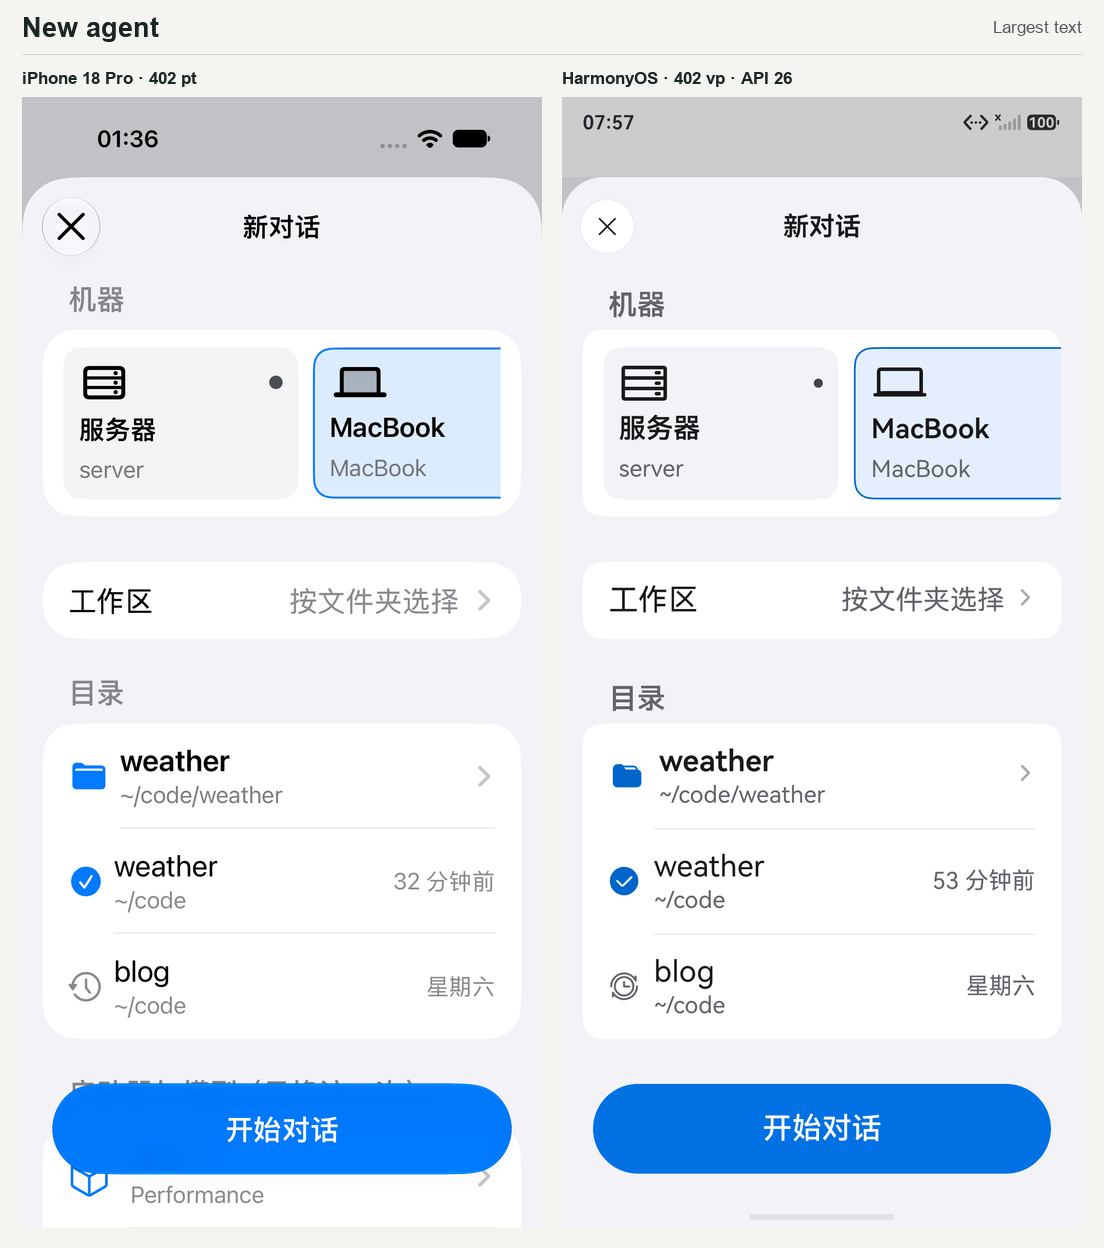 New agent
Largest text
iPhone 18 Pro · 402 pt
01:36
新对话
机器
服务器
server
MacBook
MacBook
工作区
按文件夹选择
目录
weather
~/code/weather
weather
~/code
32 分钟前
blog
~/code
星期六
开始对话
Performance
HarmonyOS · 402 vp · API 26
07:57
100
新对话
机器
服务器
server
MacBook
MacBook
工作区
按文件夹选择
目录
weather
~/code/weather
weather
~/code
53 分钟前
blog
~/code
星期六
开始对话